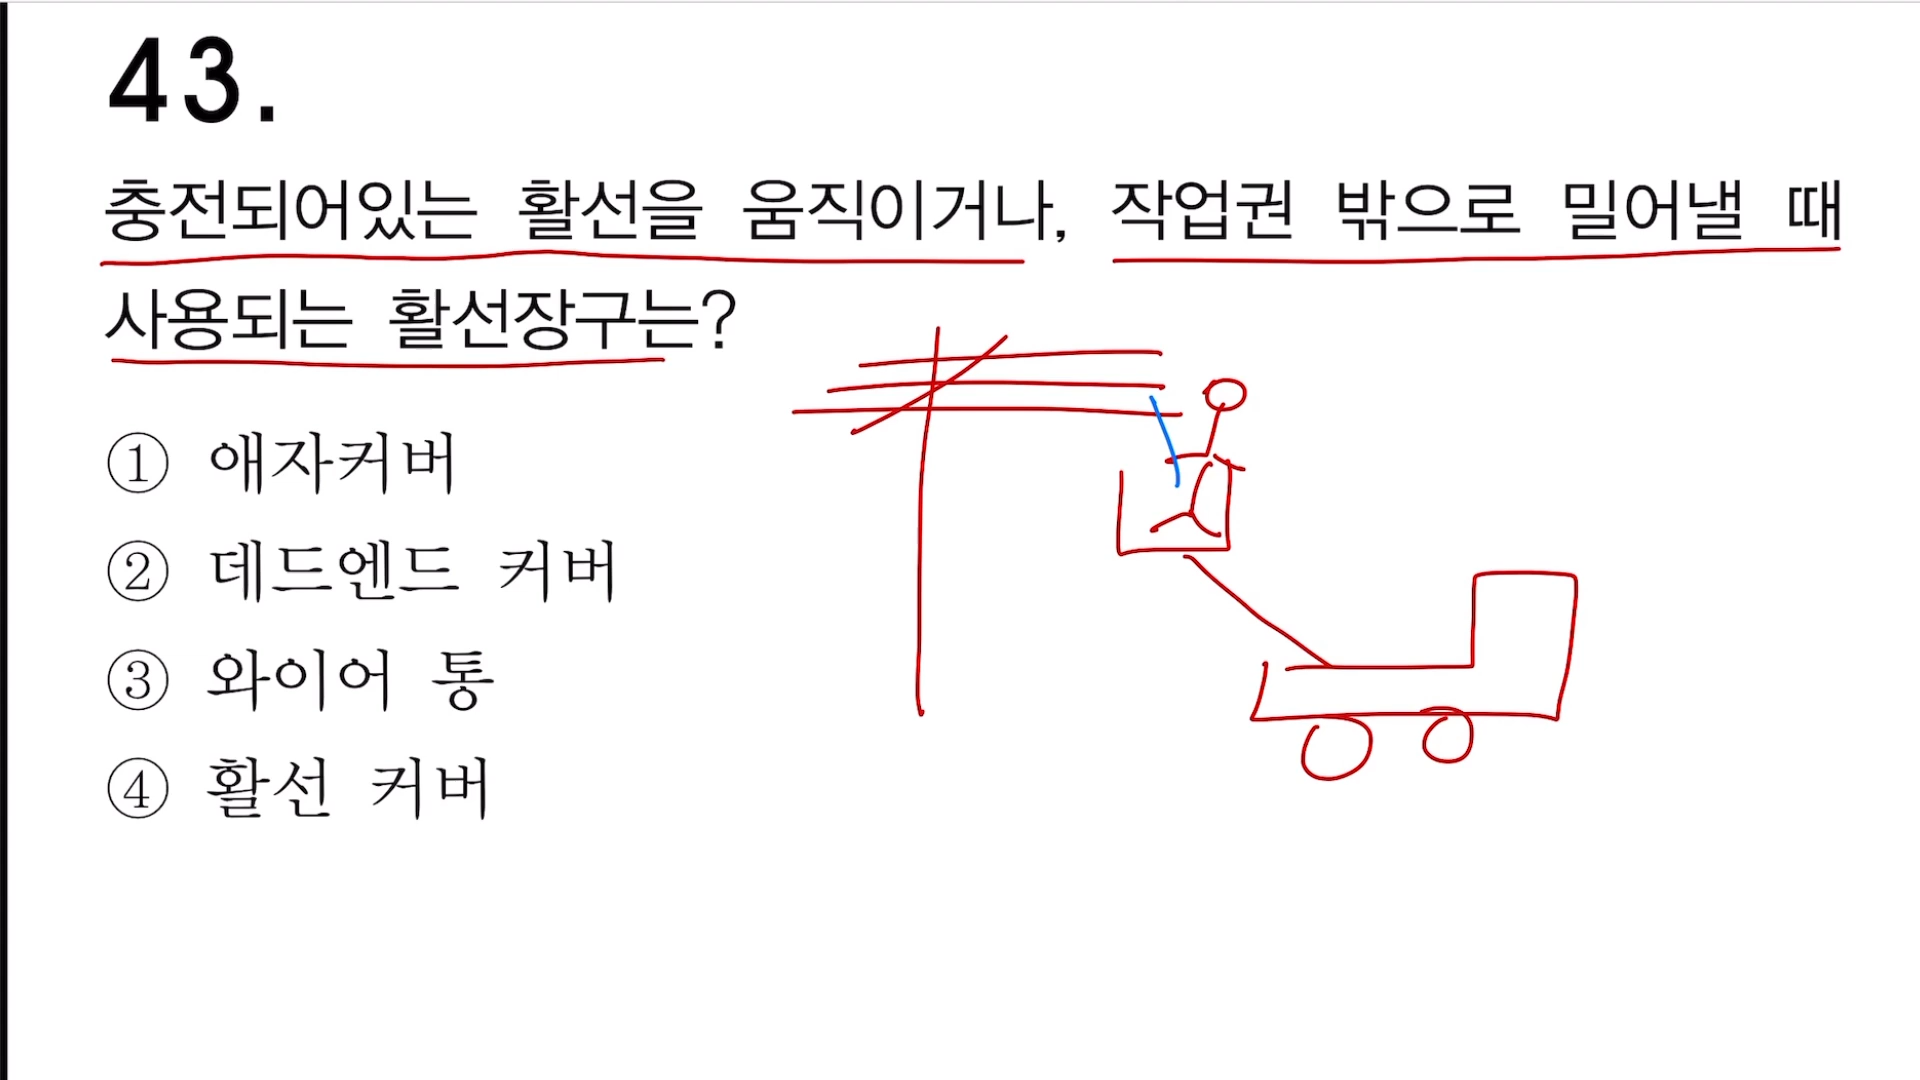 43.
충전되어있는 활선을 움직이거나, 작업권 밖으로 밀어낼 때
사용되는 활선장구는?
① 애자커버
② 데드엔드 커버
③ 와이어 통
④ 활선 커버